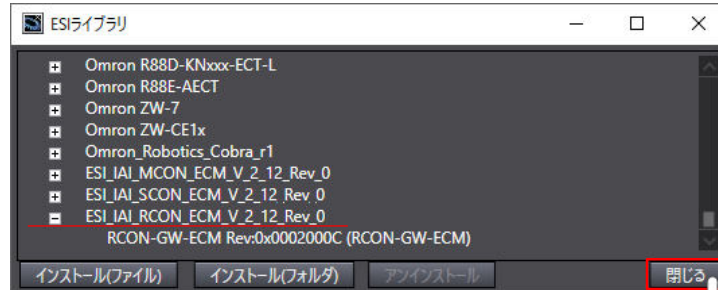 ESIライブラリ
Omron R88D-KNxxx-ECT-L
Omron R88E-AECT
Omron ZW-7
Omron ZW-CE1x
Omron_Robotics_Cobra_r1
ESI_IAI_MCON_ECM_V_2_12_Rev_0
ESI_IAI_SCON_ECM_V_2_12_Rev_0
ESI_IAI_RCON_ECM_V_2_12_Rev_0
RCON-GW-ECM Rev:0x0002000C (RCON-GW-ECM)
インストール(ファイル) インストール(フォルダ) アンインストール 閉じる